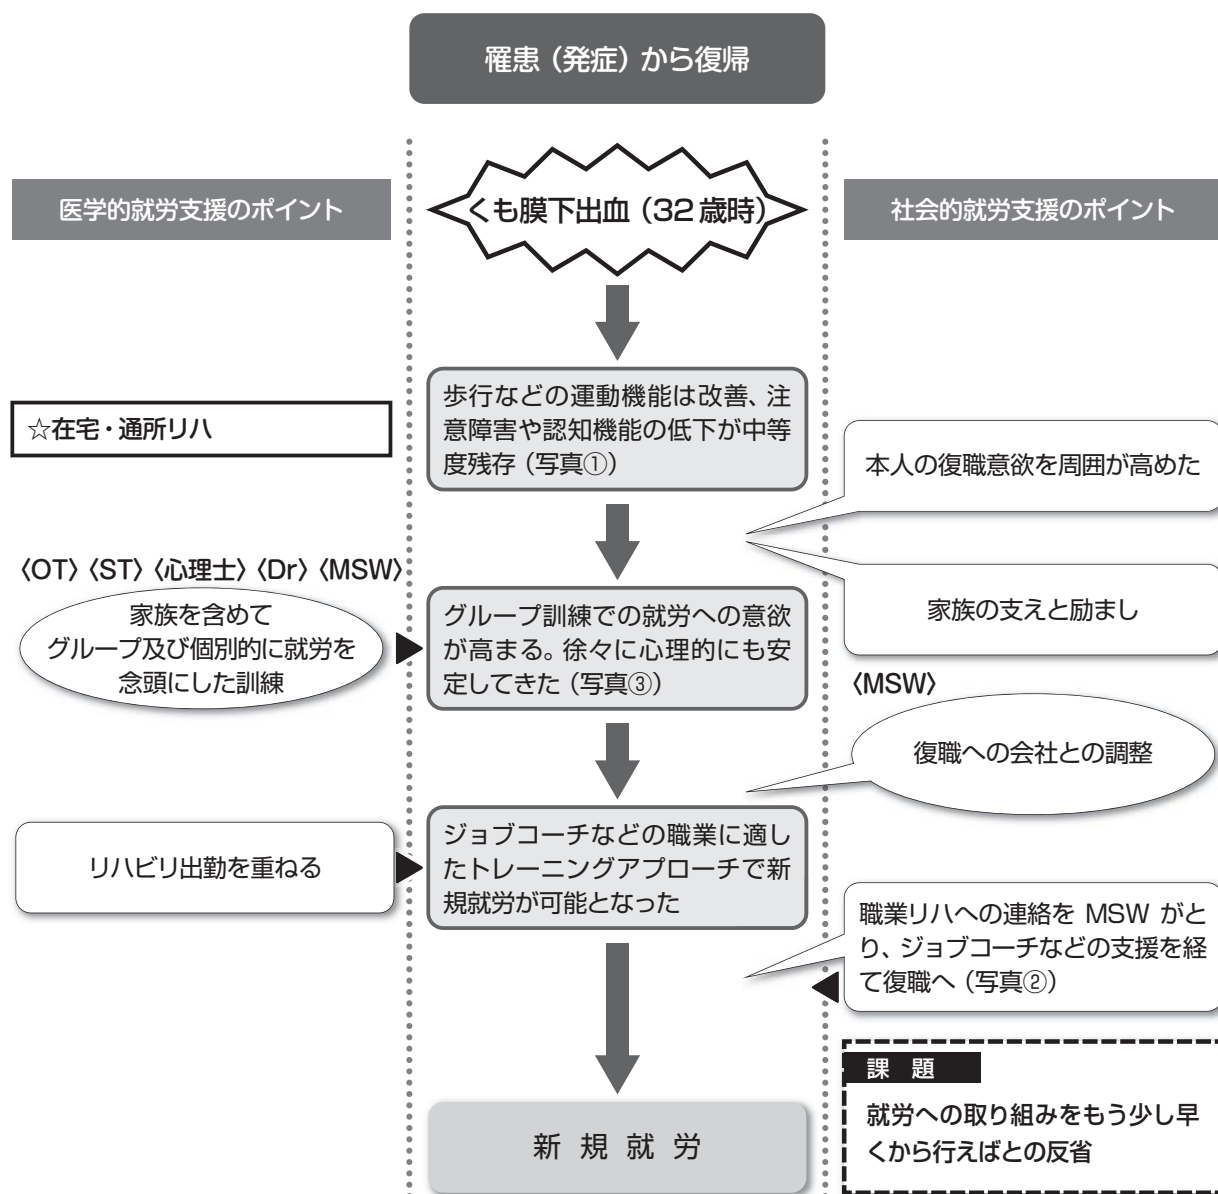 罹患（発症）から復帰
医学的就労支援のポイント
くも膜下出血（32歳時）
社会的就労支援のポイント
☆在宅・通所リハ
歩行などの運動機能は改善、注
意障害や認知機能の低下が中等
度残存（写真①）
本人の復職意欲を周囲が高めた
家族の支えと励まし
〈OT〉〈ST〉〈心理士〉〈Dr〉〈MSW〉
家族を含めて
グループ及び個別的に就労を
念頭にした訓練
グループ訓練での就労への意欲
が高まる。徐々に心理的にも安
定してきた（写真③）
〈MSW〉
復職への会社との調整
リハビリ出勤を重ねる
ジョブコーチなどの職業に適し
たトレーニングアプローチで新
規就労が可能となった
職業リハへの連絡を MSW がと
り、ジョブコーチなどの支援を経
て復職へ（写真②）
課 題
就労への取り組みをもう少し早
くから行えばとの反省
新 規 就 労